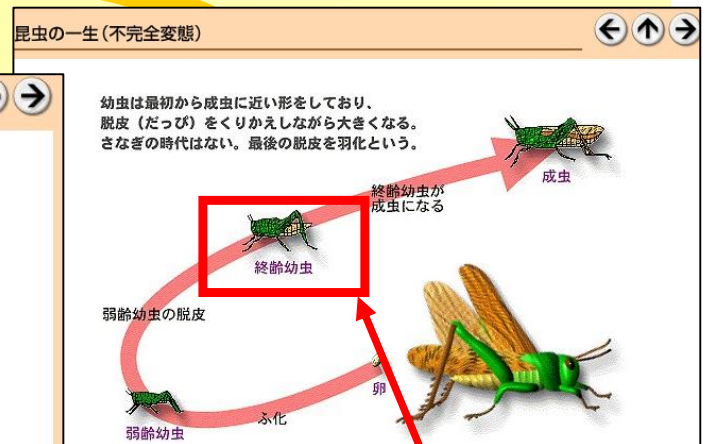 昆虫の一生(不完全変態)
幼虫は最初から成虫に近い形をしており、
脱皮（だっぴ）をくりかえしながら大きくなる。
さなぎの時代はない。最後の脱皮を羽化という。
成虫
終齢幼虫が
成虫になる
終齢幼虫
弱齢幼虫の脱皮
卵
ふ化
弱齢幼虫